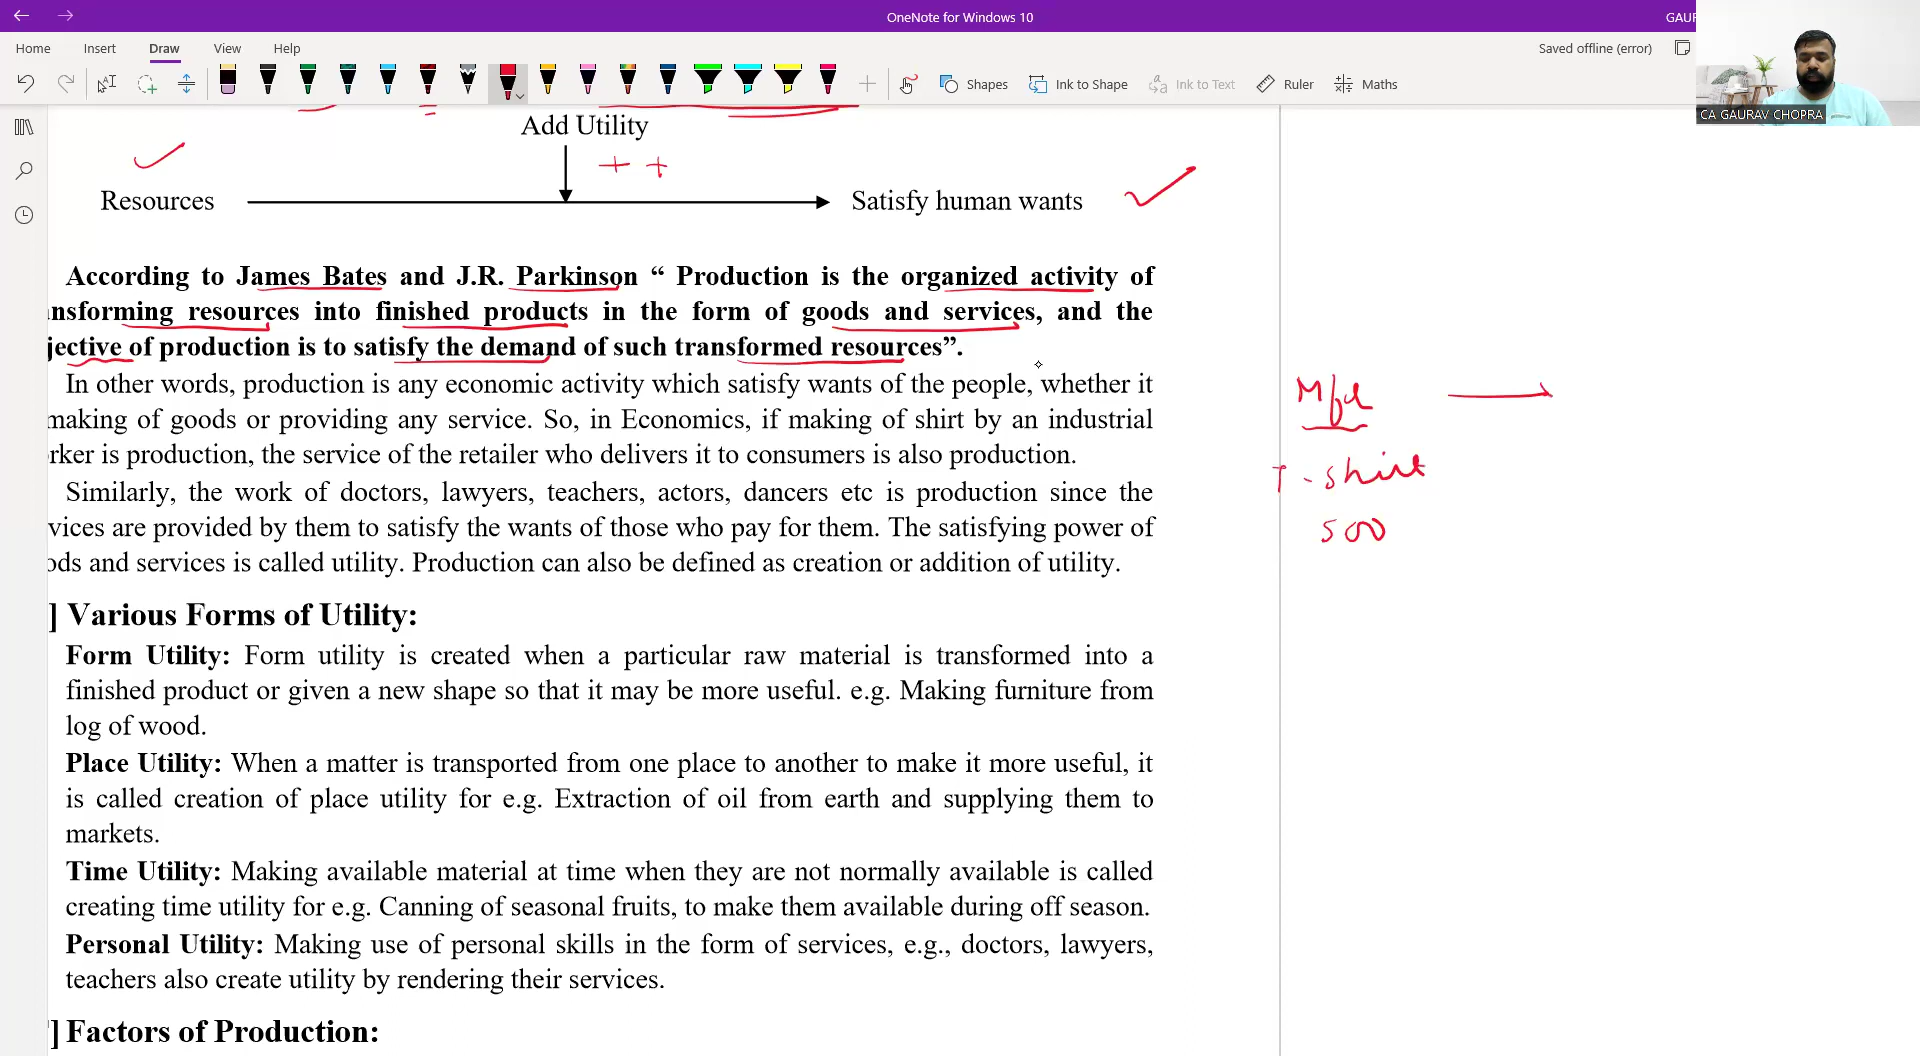 OneNote for Windows 10
GAUR
Home Insert Draw View Help
Saved offline (error)
Shapes Ink to Shape Ink to Text Ruler Maths
CA GAURAV CHOPRA
Add Utility
+ +
Resources Satisfy human wants
According to James Bates and J.R. Parkinson “ Production is the organized activity of
nsforming resources into finished products in the form of goods and services, and the
jective of production is to satisfy the demand of such transformed resources”.
In other words, production is any economic activity which satisfy wants of the people, whether it
making of goods or providing any service. So, in Economics, if making of shirt by an industrial
rker is production, the service of the retailer who delivers it to consumers is also production.
Similarly, the work of doctors, lawyers, teachers, actors, dancers etc is production since the
vices are provided by them to satisfy the wants of those who pay for them. The satisfying power of
ods and services is called utility. Production can also be defined as creation or addition of utility.
Mfd
T-shirt
500
] Various Forms of Utility:
Form Utility: Form utility is created when a particular raw material is transformed into a
finished product or given a new shape so that it may be more useful. e.g. Making furniture from
log of wood.
Place Utility: When a matter is transported from one place to another to make it more useful, it
is called creation of place utility for e.g. Extraction of oil from earth and supplying them to
markets.
Time Utility: Making available material at time when they are not normally available is called
creating time utility for e.g. Canning of seasonal fruits, to make them available during off season.
Personal Utility: Making use of personal skills in the form of services, e.g., doctors, lawyers,
teachers also create utility by rendering their services.
] Factors of Production: